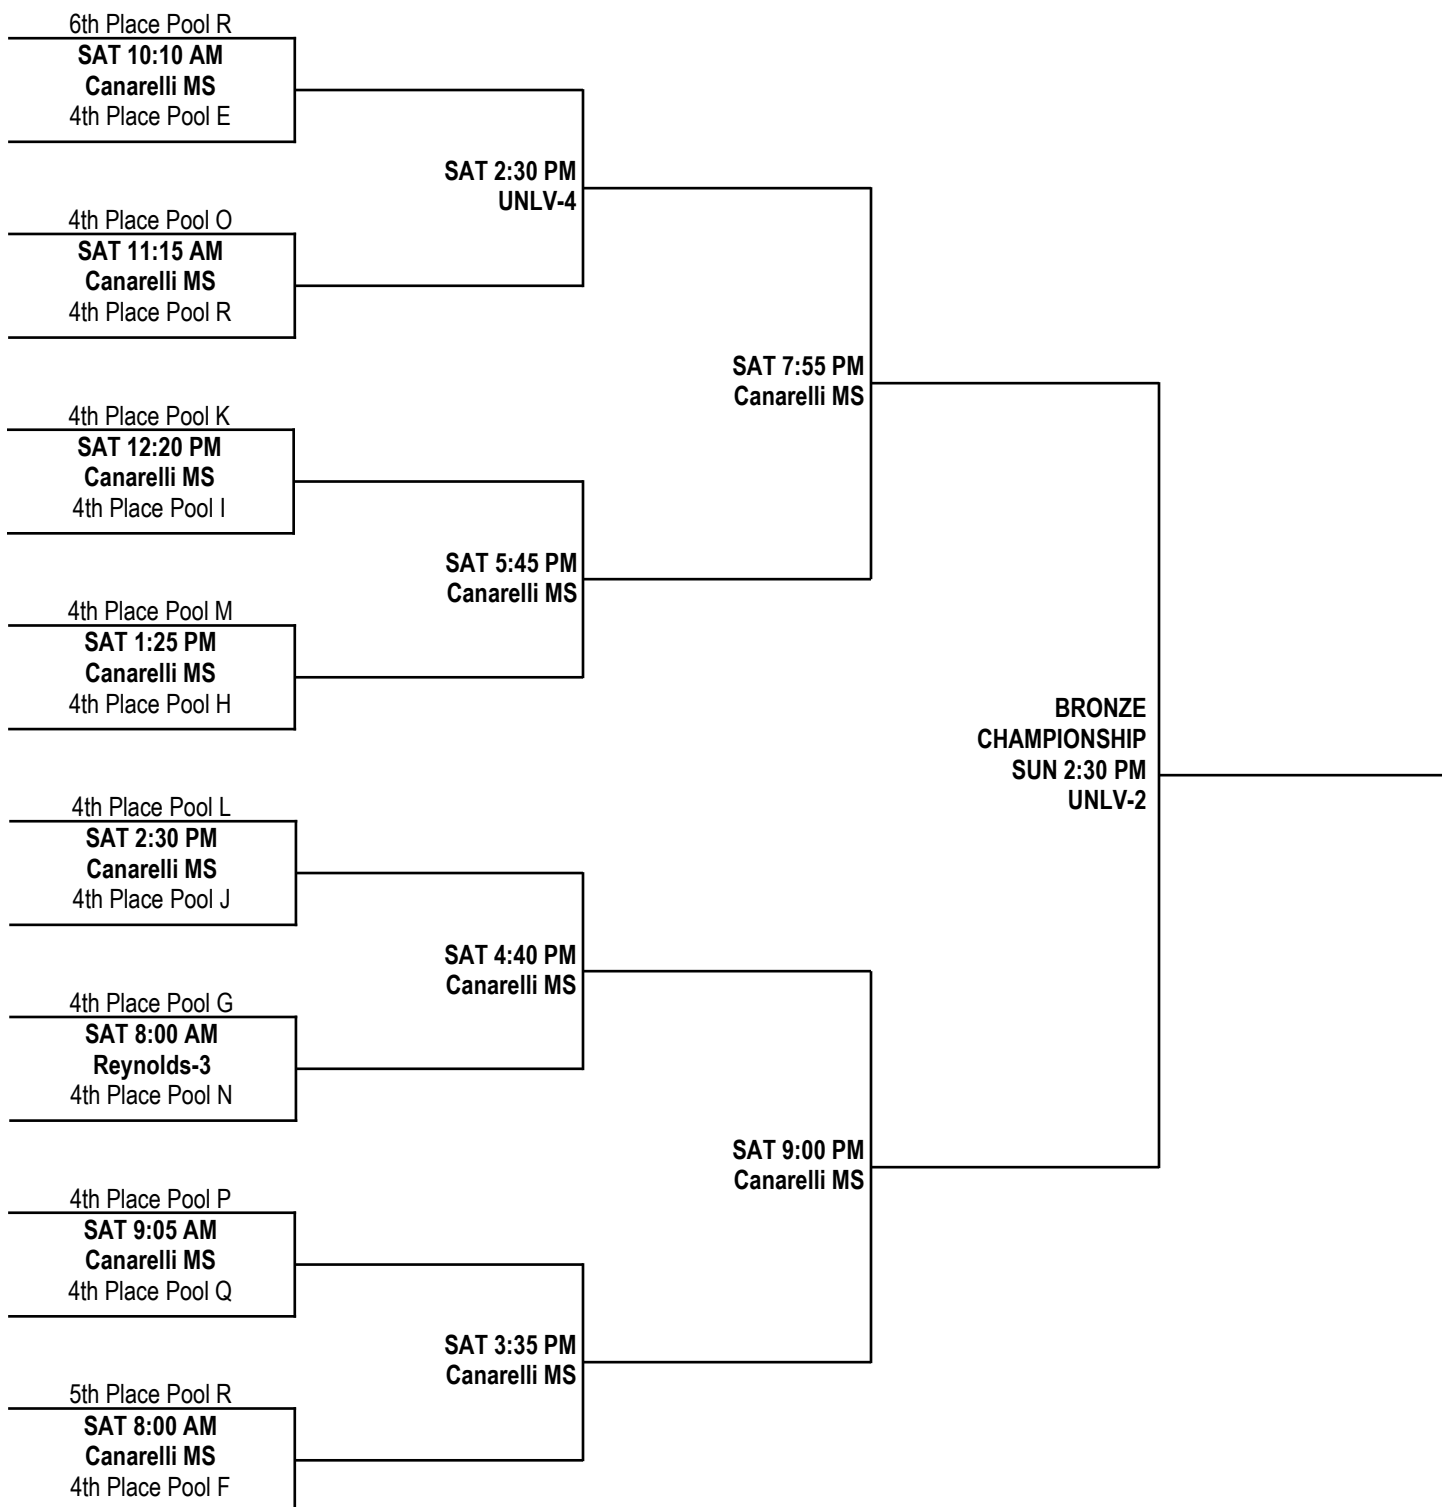 6th Place Pool R
SAT 10:10 AM
Canarelli MS
4th Place Pool E
SAT 2:30 PM
UNLV-4
4th Place Pool O
SAT 11:15 AM
Canarelli MS
4th Place Pool R
SAT 7:55 PM
Canarelli MS
4th Place Pool K
SAT 12:20 PM
Canarelli MS
4th Place Pool I
SAT 5:45 PM
Canarelli MS
4th Place Pool M
SAT 1:25 PM
Canarelli MS
4th Place Pool H
BRONZE
CHAMPIONSHIP
SUN 2:30 PM
UNLV-2
4th Place Pool L
SAT 2:30 PM
Canarelli MS
4th Place Pool J
SAT 4:40 PM
Canarelli MS
4th Place Pool G
SAT 8:00 AM
Reynolds-3
4th Place Pool N
SAT 9:00 PM
Canarelli MS
4th Place Pool P
SAT 9:05 AM
Canarelli MS
4th Place Pool Q
SAT 3:35 PM
Canarelli MS
5th Place Pool R
SAT 8:00 AM
Canarelli MS
4th Place Pool F